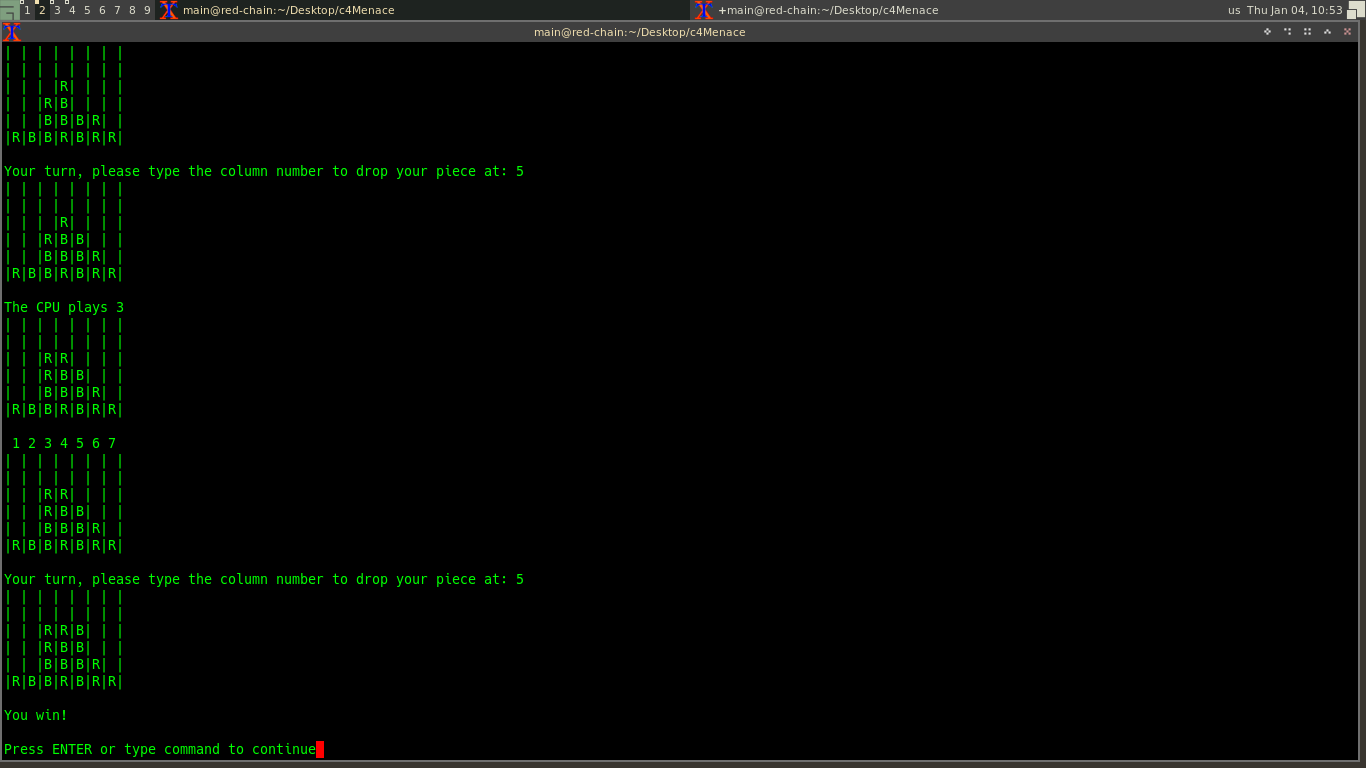 1 2 3 4 5 6 7 8 9 main@red-chain:~/Desktop/c4Menace +main@red-chain:~/Desktop/c4Menace us Thu Jan 04, 10:53
main@red-chain:~/Desktop/c4Menace
| | | | | | | |
| | | | | | | |
| | | |R| | | |
| | |R|B| | | |
| | |B|B|B|R| |
|R|B|B|R|B|R|R|
Your turn, please type the column number to drop your piece at: 5
| | | | | | | |
| | | | | | | |
| | | |R| | | |
| | |R|B|B| | |
| | |B|B|B|R| |
|R|B|B|R|B|R|R|
The CPU plays 3
| | | | | | | |
| | | | | | | |
| | |R|R| | | |
| | |R|B|B| | |
| | |B|B|B|R| |
|R|B|B|R|B|R|R|
1 2 3 4 5 6 7
| | | | | | | |
| | | | | | | |
| | |R|R| | | |
| | |R|B|B| | |
| | |B|B|B|R| |
|R|B|B|R|B|R|R|
Your turn, please type the column number to drop your piece at: 5
| | | | | | | |
| | | | | | | |
| | |R|R|B| | |
| | |R|B|B| | |
| | |B|B|B|R| |
|R|B|B|R|B|R|R|
You win!
Press ENTER or type command to continue